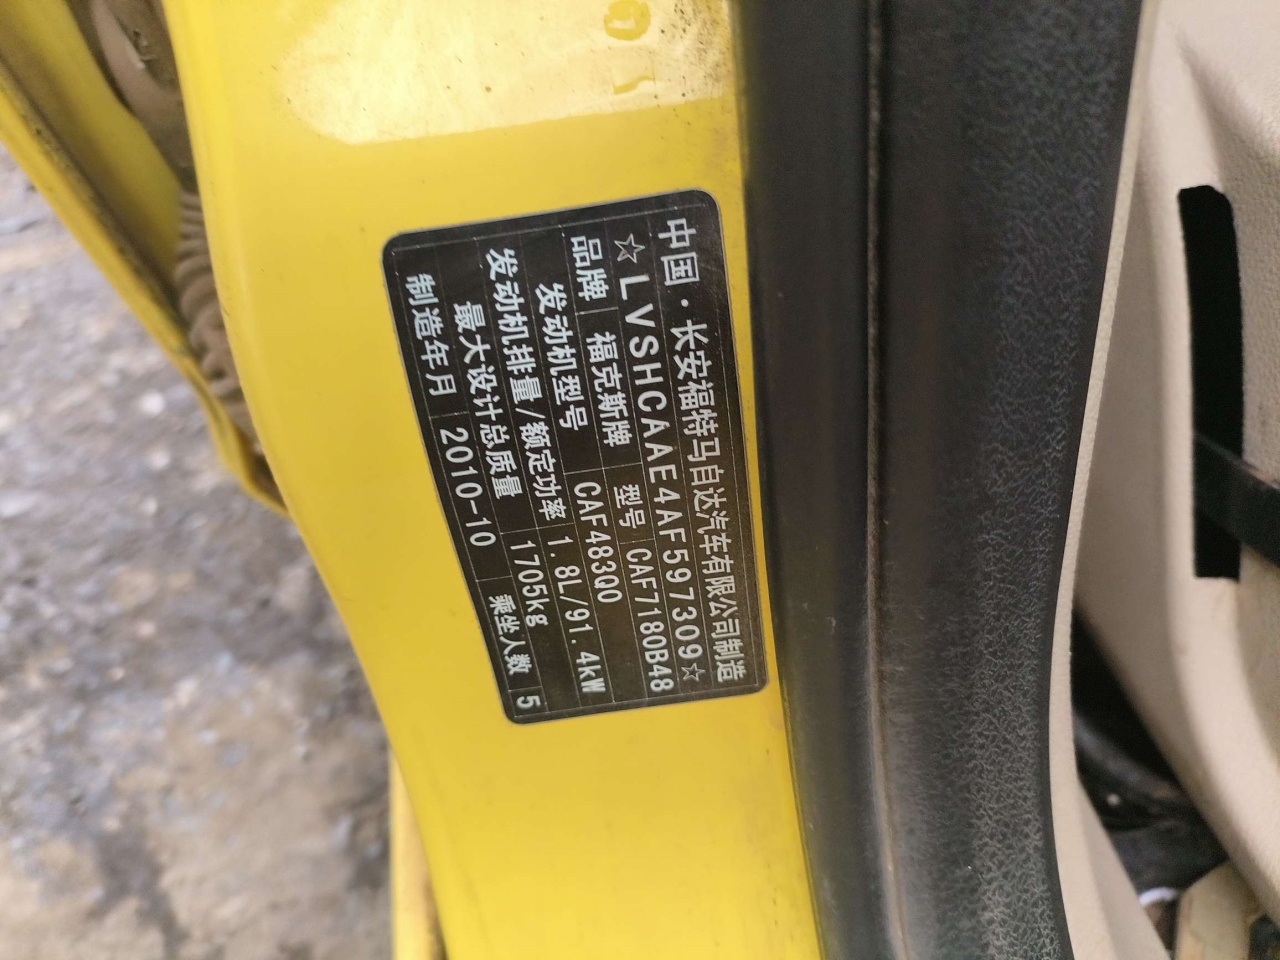 中国·长安福特马自达汽车有限公司制造
☆LVSHCAAE4AF597309☆
品牌 福克斯牌 型号 CAF7180B48
发动机型号 CAF483Q0
发动机排量/额定功率 1.8L/91.4kW
最大设计总质量 1705kg
制造年月 2010-10 乘坐人数 5